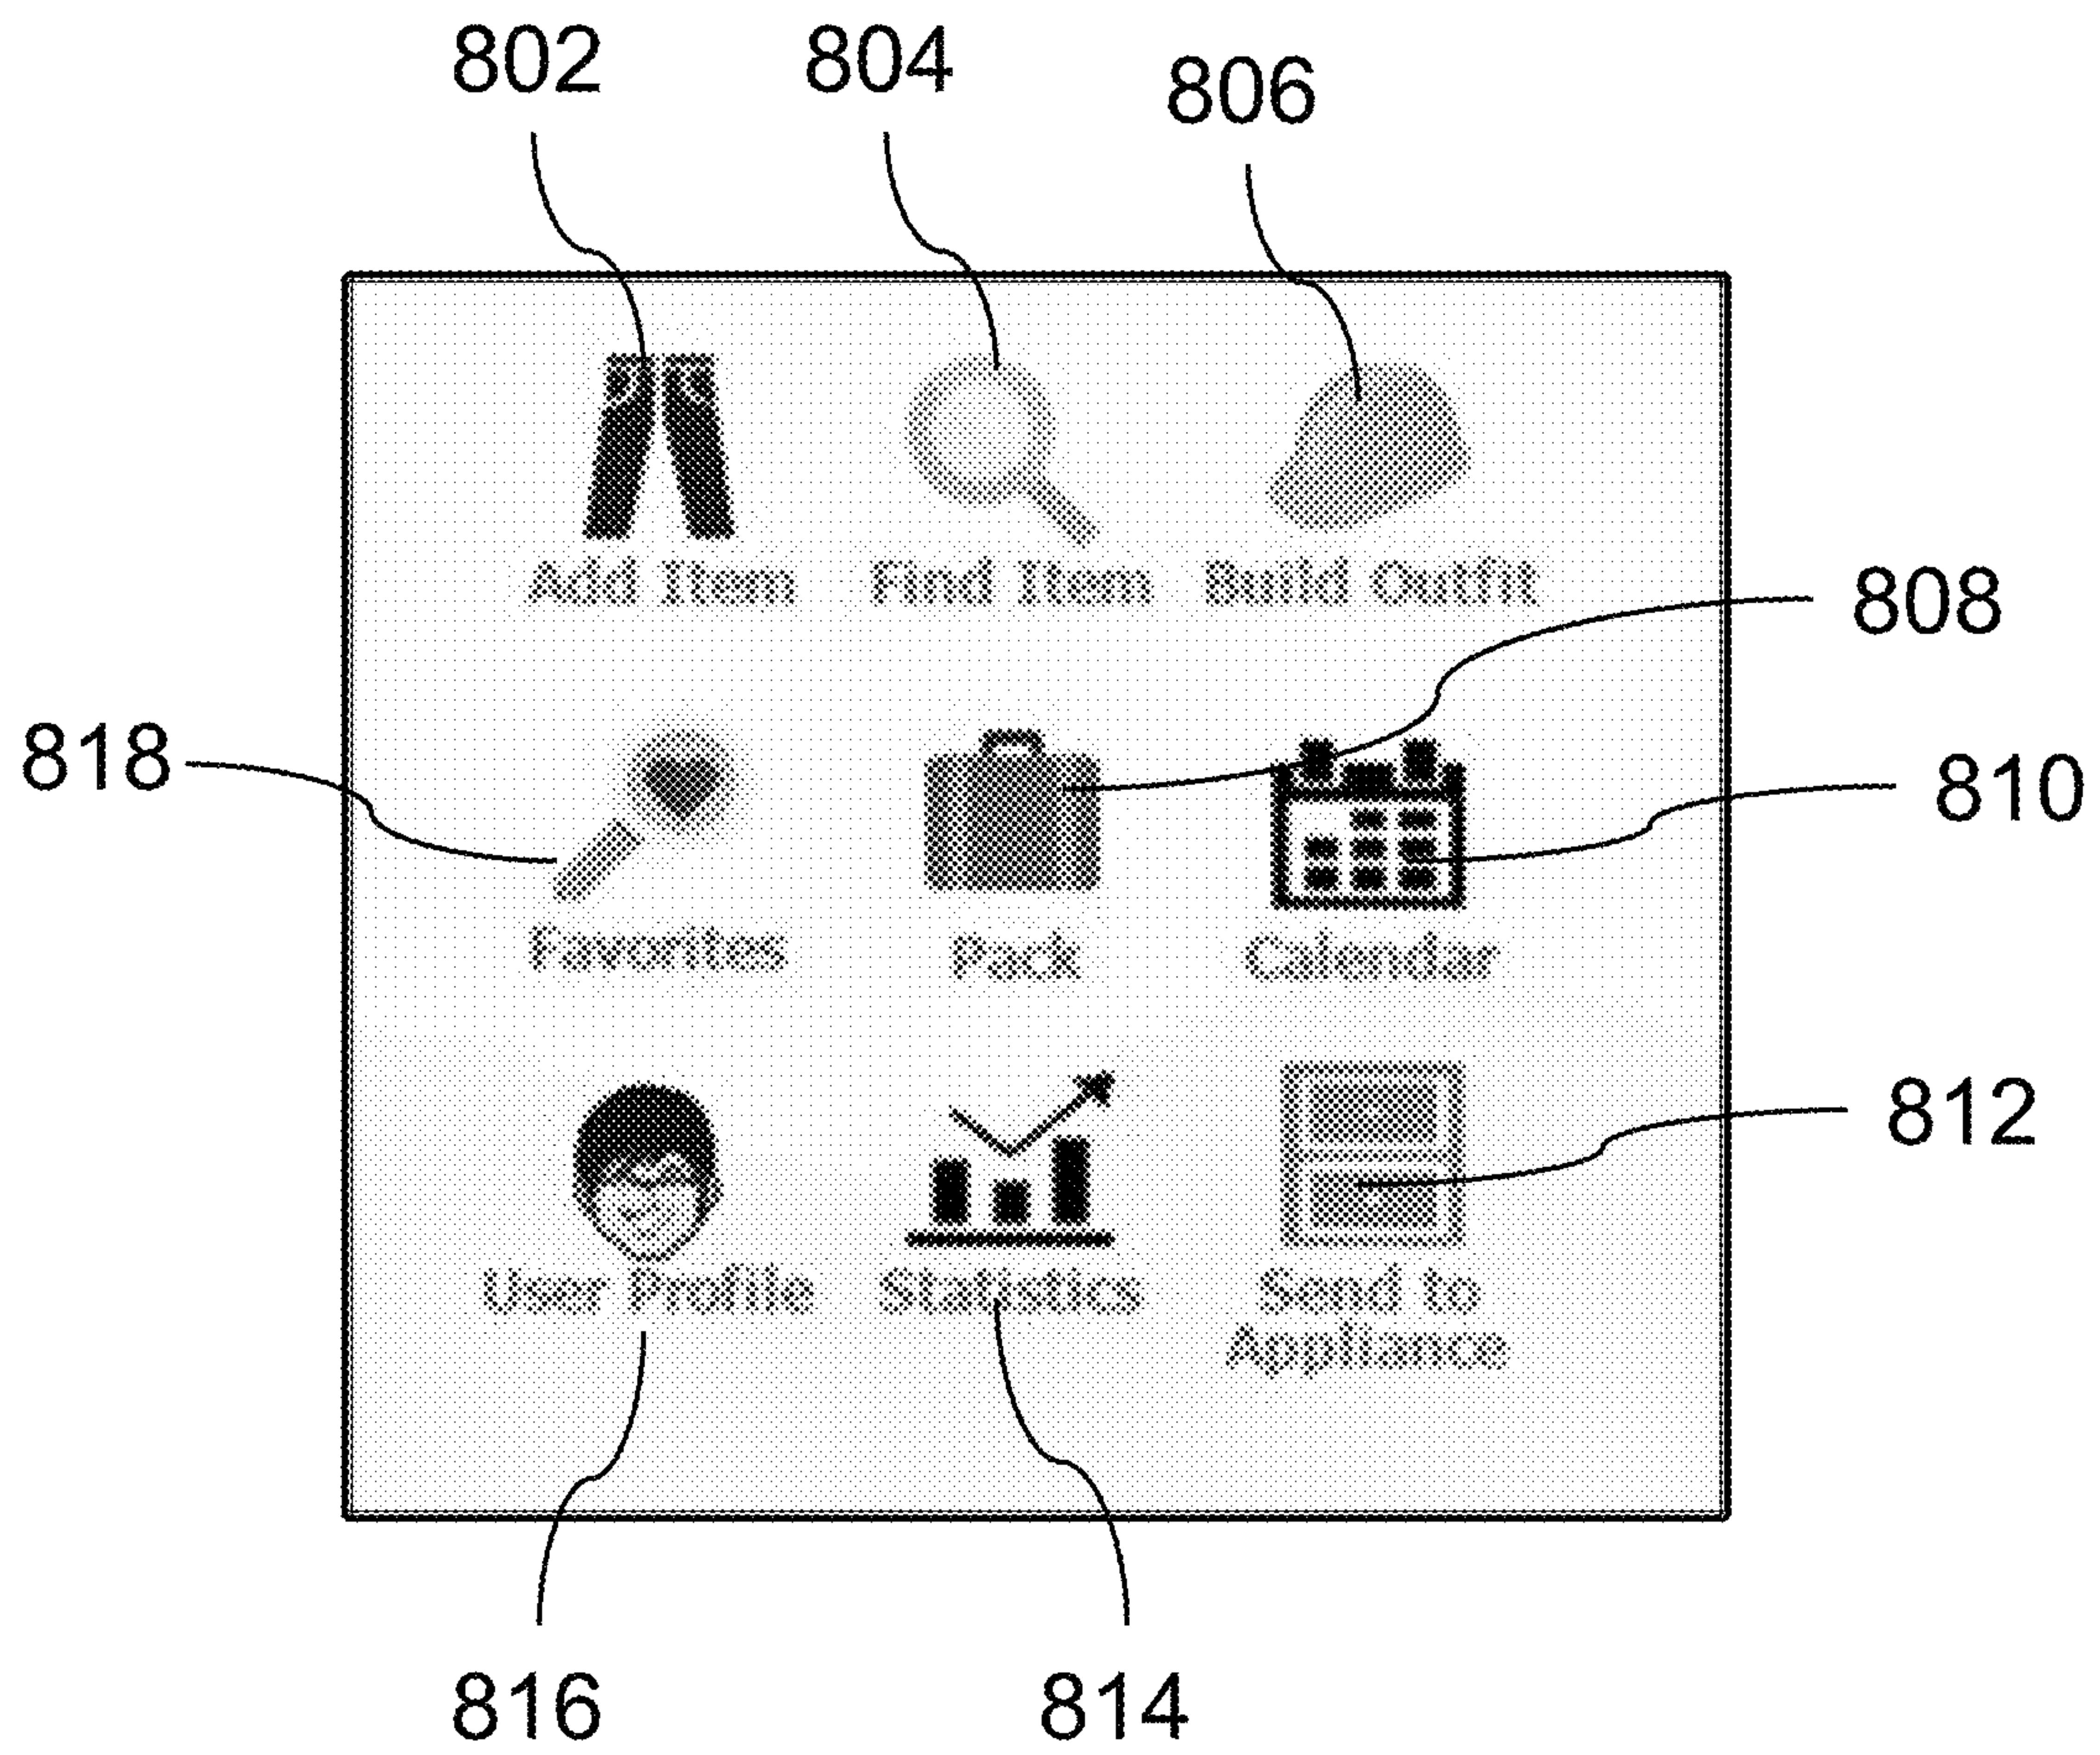 802
804
806
Add Item
Find Item
Build Outfit
808
818
810
Favorites
Pack
Calendar
812
User Profile
Statistics
Send to
Appliance
816
814